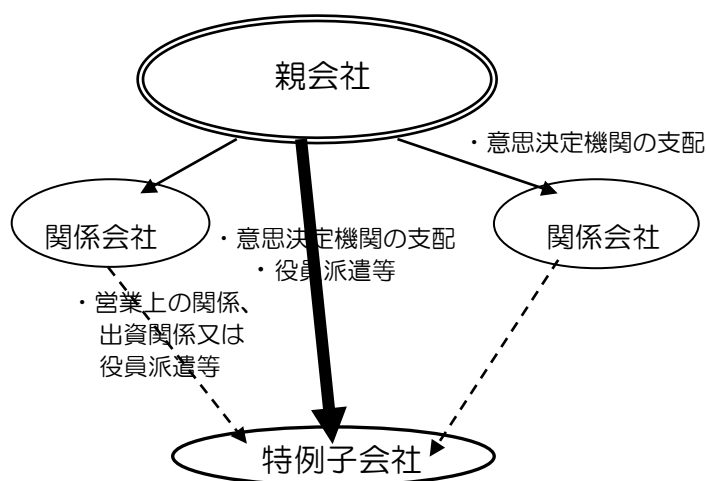 親会社
・意思決定機関の支配
関係会社
・意思決定機関の支配
・役員派遣等
関係会社
・営業上の関係、
出資関係又は
役員派遣等
特例子会社